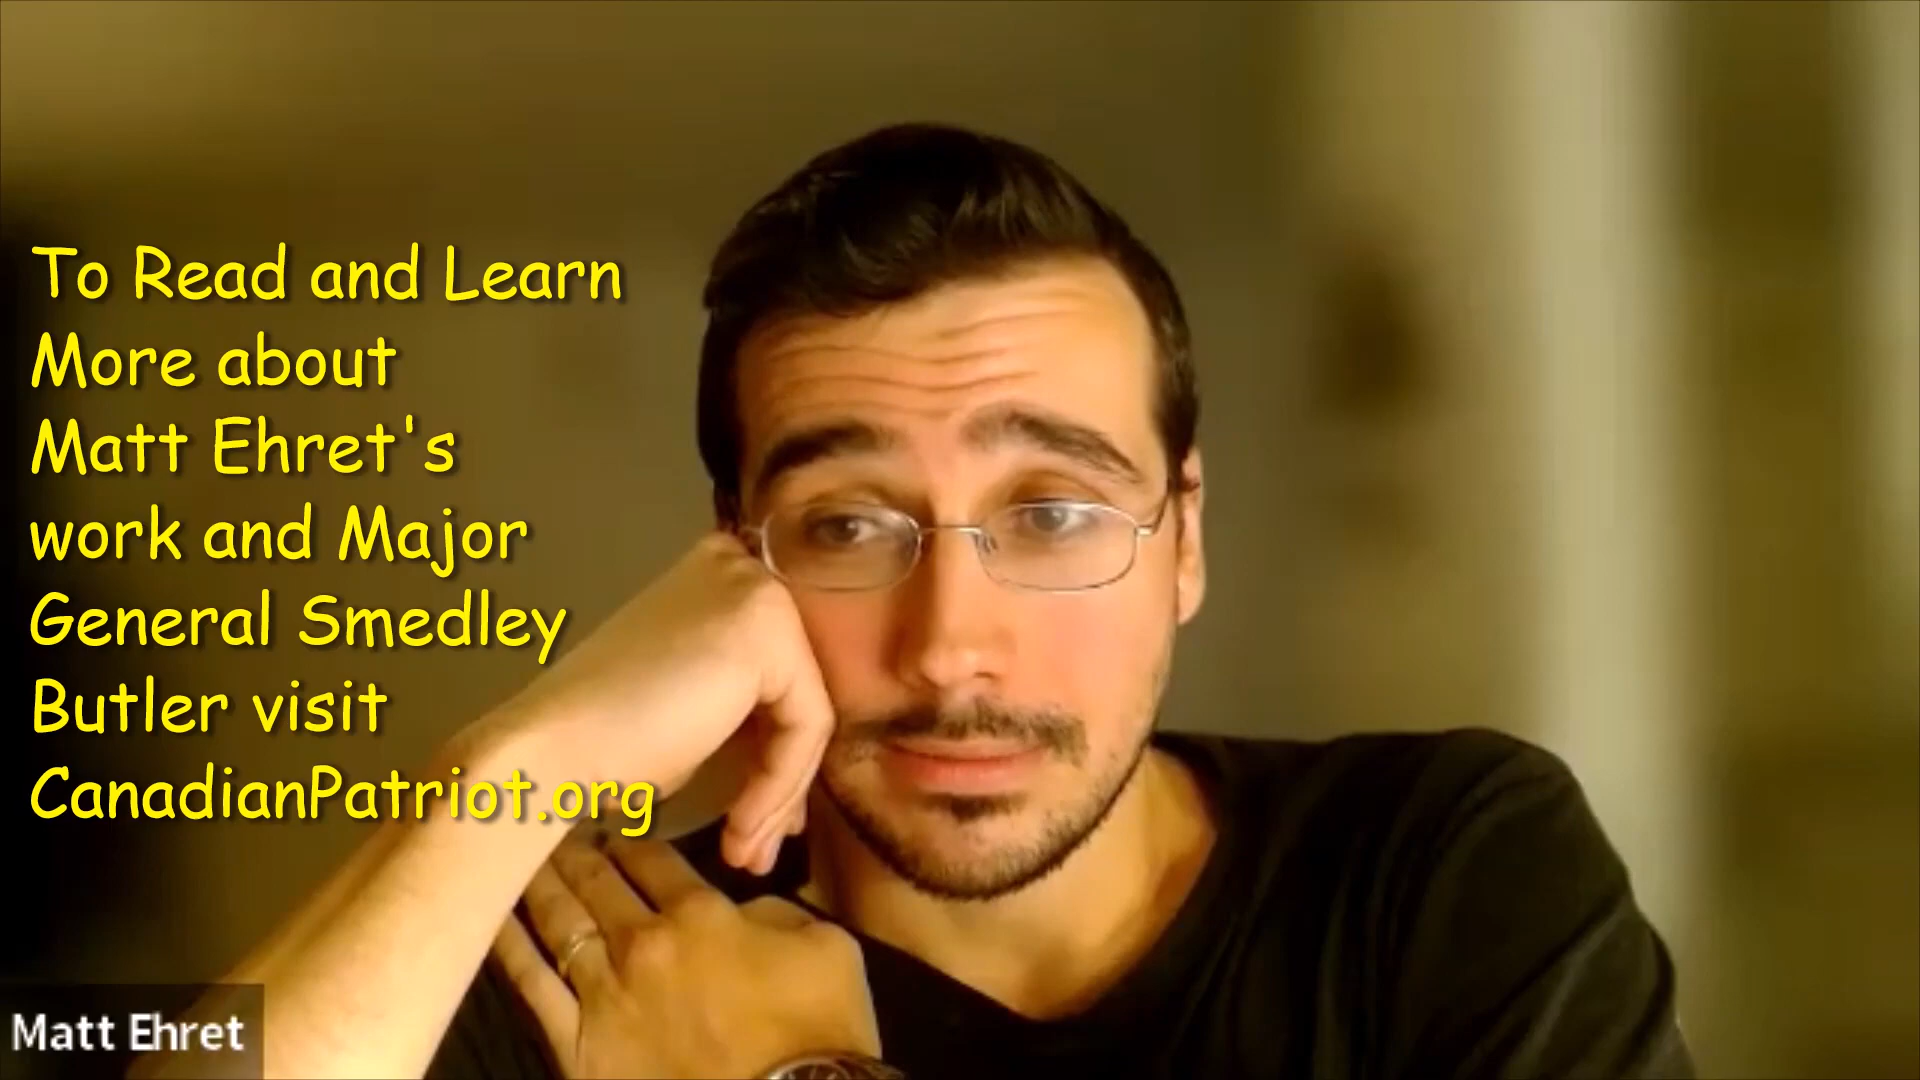 To Read and Learn
More about
Matt Ehret's
work and Major
General Smedley
Butler visit
CanadianPatriot.org
Matt Ehret